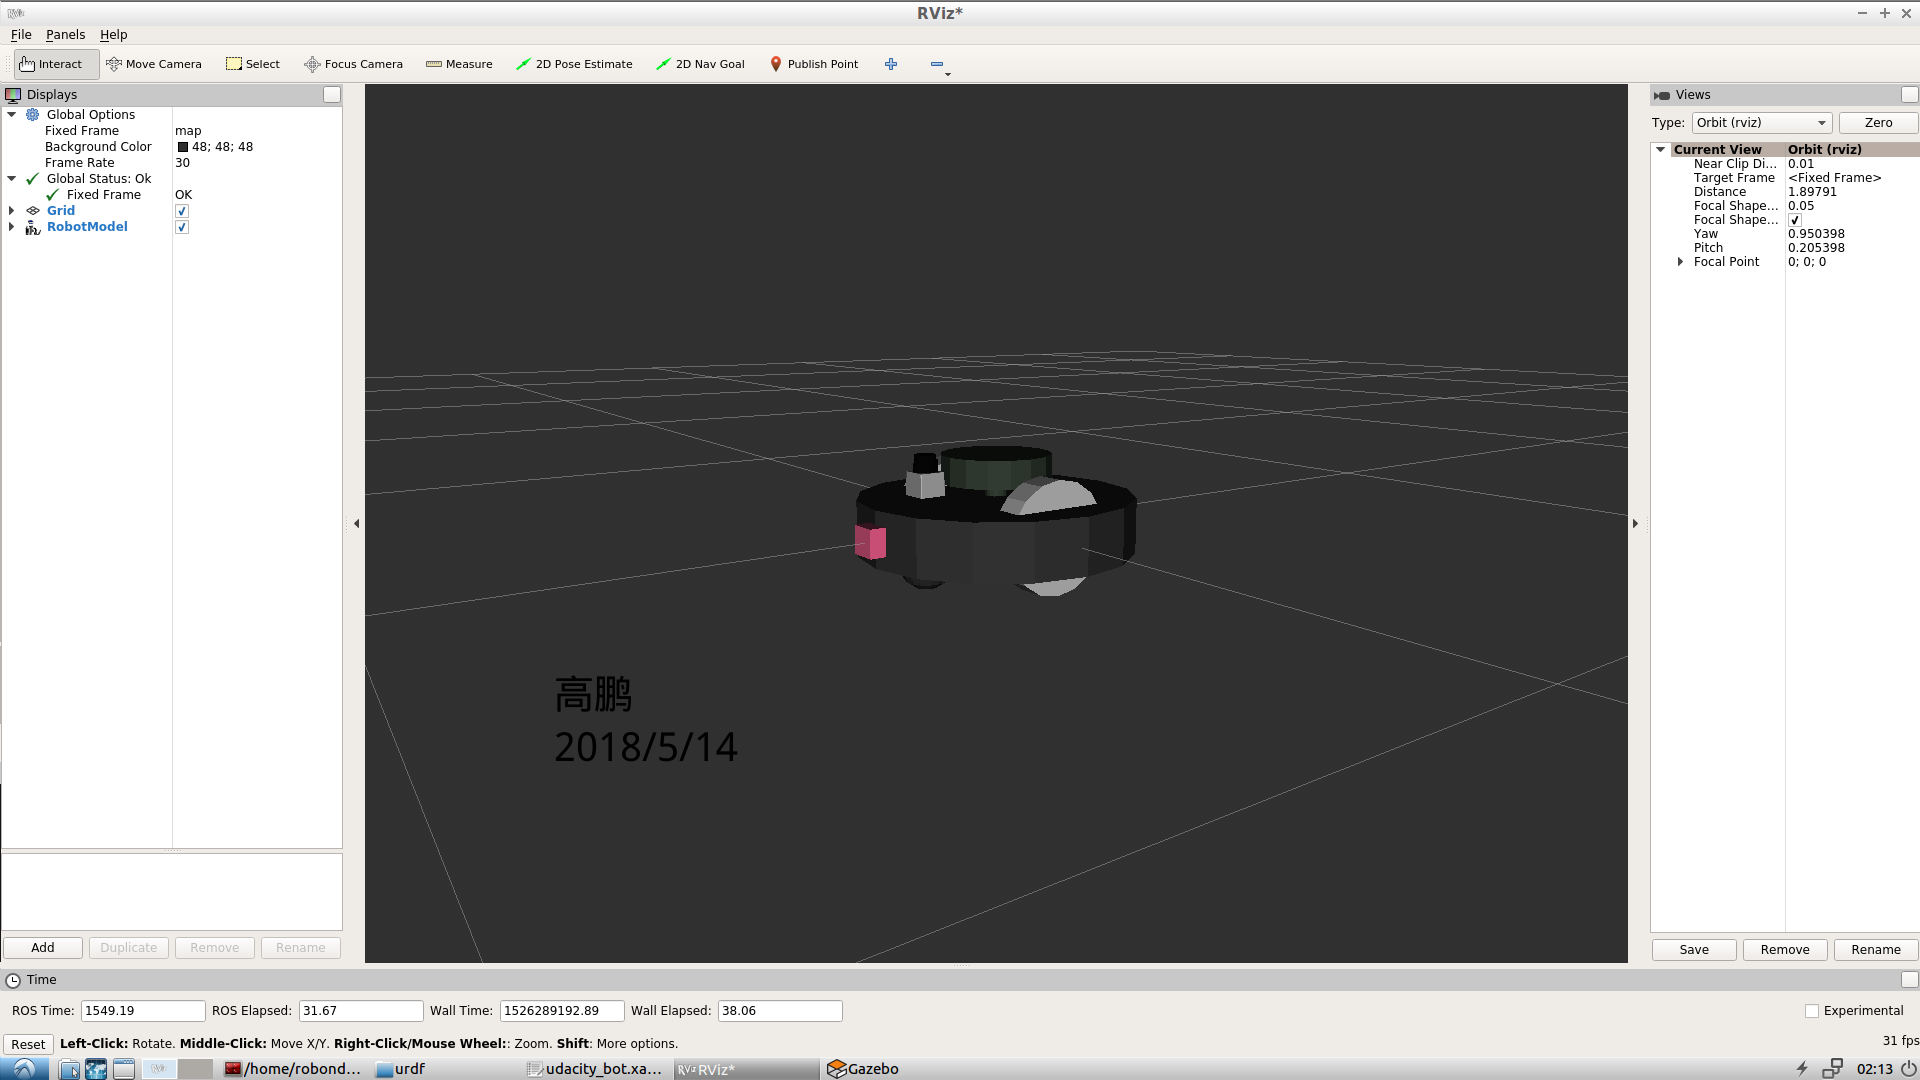 RViz*
File Panels Help
Interact Move Camera Select Focus Camera Measure 2D Pose Estimate 2D Nav Goal Publish Point
Displays
Global Options
Fixed Frame map
Background Color 48; 48; 48
Frame Rate 30
Global Status: Ok
Fixed Frame OK
Grid
RobotModel
Add Duplicate Remove Rename
高鹏
2018/5/14
Views
Type: Orbit (rviz) Zero
Current View Orbit (rviz)
Near Clip Di... 0.01
Target Frame <Fixed Frame>
Distance 1.89791
Focal Shape... 0.05
Focal Shape...
Yaw 0.950398
Pitch 0.205398
Focal Point 0; 0; 0
Save Remove Rename
Time
ROS Time: 1549.19 ROS Elapsed: 31.67 Wall Time: 1526289192.89 Wall Elapsed: 38.06 Experimental
Reset Left-Click: Rotate. Middle-Click: Move X/Y. Right-Click/Mouse Wheel:: Zoom. Shift: More options. 31 fps
/home/robond... urdf udacity_bot.xa... RViz* Gazebo 02:13